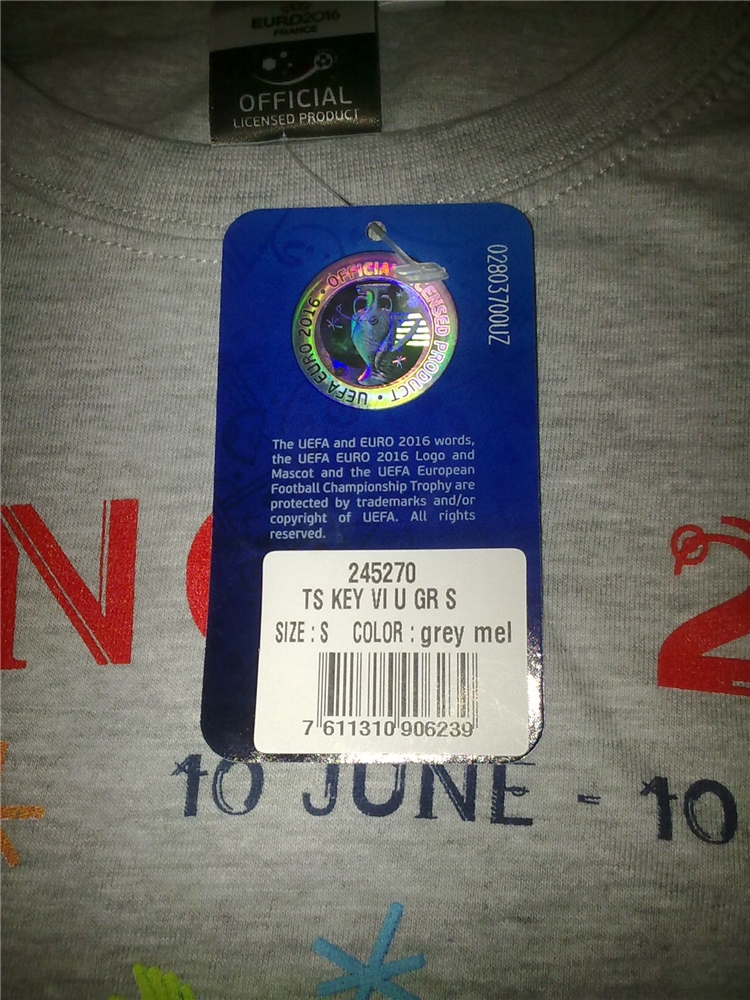 EURO2016
FRANCE
OFFICIAL
LICENSED PRODUCT
02803700UZ
UEFA EURO 2016 • OFFICIAL LICENSED PRODUCT •
The UEFA and EURO 2016 words,
the UEFA EURO 2016 Logo and
Mascot and the UEFA European
Football Championship Trophy are
protected by trademarks and/or
copyright of UEFA. All rights
reserved.
245270
TS KEY VI U GR S
SIZE : S COLOR : grey mel
7 611310 906239
N
2
10 JUNE - 10